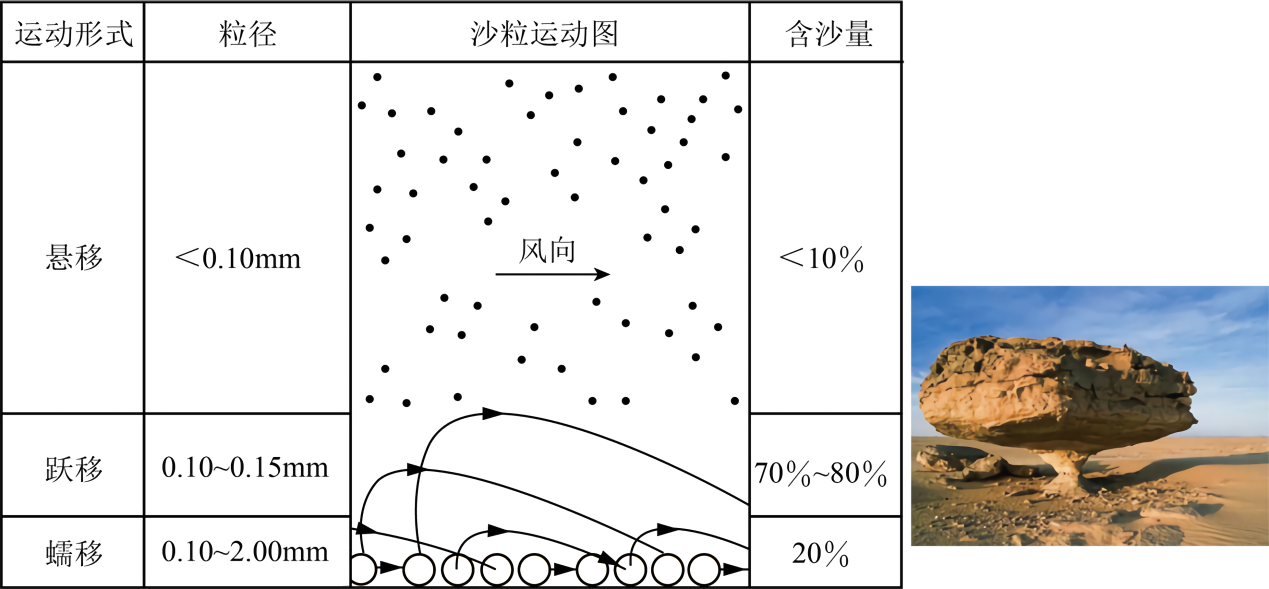 运动形式 粒径 沙粒运动图 含沙量
悬移 <0.10mm 风向 <10%
跃移 0.10~0.15mm 70%~80%
蠕移 0.10~2.00mm 20%